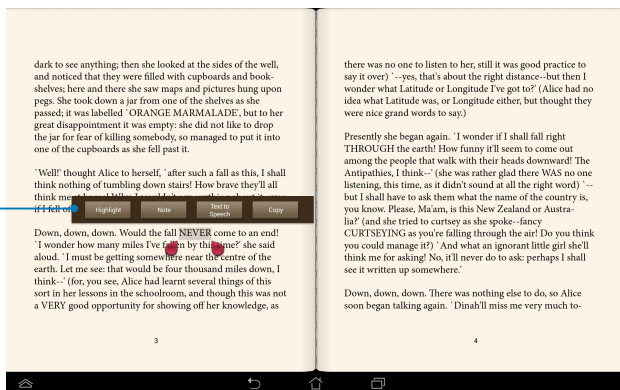 dark to see anything; then she looked at the sides of the well,
and noticed that they were filled with cupboards and book-
shelves; here and there she saw maps and pictures hung upon
pegs. She took down a jar from one of the shelves as she
passed; it was labelled `ORANGE MARMALADE', but to her
great disappointment it was empty: she did not like to drop
the jar for fear of killing somebody, so managed to put it into
one of the cupboards as she fell past it.
`Well!' thought Alice to herself, `after such a fall as this, I shall
think nothing of tumbling down stairs! How brave they'll all
think me
if I fell of
Highlight
Note
Text to
Speech
Copy
Down, down, down. Would the fall NEVER come to an end!
`I wonder how many miles I've fallen by this time?' she said
aloud. `I must be getting somewhere near the centre of the
earth. Let me see: that would be four thousand miles down, I
think--' (for, you see, Alice had learnt several things of this
sort in her lessons in the schoolroom, and though this was not
a VERY good opportunity for showing off her knowledge, as
3
there was no one to listen to her, still it was good practice to
say it over) `--yes, that's about the right distance--but then I
wonder what Latitude or Longitude I've got to?' (Alice had no
idea what Latitude was, or Longitude either, but thought they
were nice grand words to say.)
Presently she began again. `I wonder if I shall fall right
THROUGH the earth! How funny it'll seem to come out
among the people that walk with their heads downward! The
Antipathies, I think--' (she was rather glad there WAS no one
listening, this time, as it didn't sound at all the right word) `--
but I shall have to ask them what the name of the country is,
you know. Please, Ma'am, is this New Zealand or Austra-
lia?' (and she tried to curtsey as she spoke--fancy
CURTSEYING as you're falling through the air! Do you think
you could manage it?) `And what an ignorant little girl she'll
think me for asking! No, it'll never do to ask: perhaps I shall
see it written up somewhere.'
Down, down, down. There was nothing else to do, so Alice
soon began talking again. `Dinah'll miss me very much to-
4